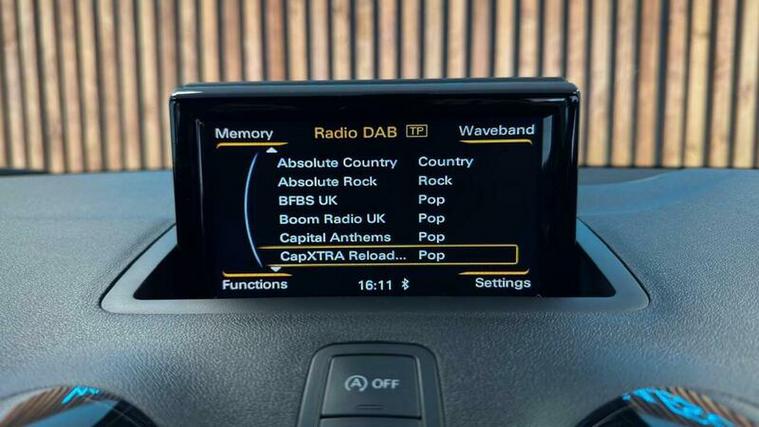 Memory Radio DAB TP Waveband
Absolute Country Country
Absolute Rock Rock
BFBS UK Pop
Boom Radio UK Pop
Capital Anthems Pop
CapXTRA Reload... Pop
Functions 16:11 Settings
A OFF